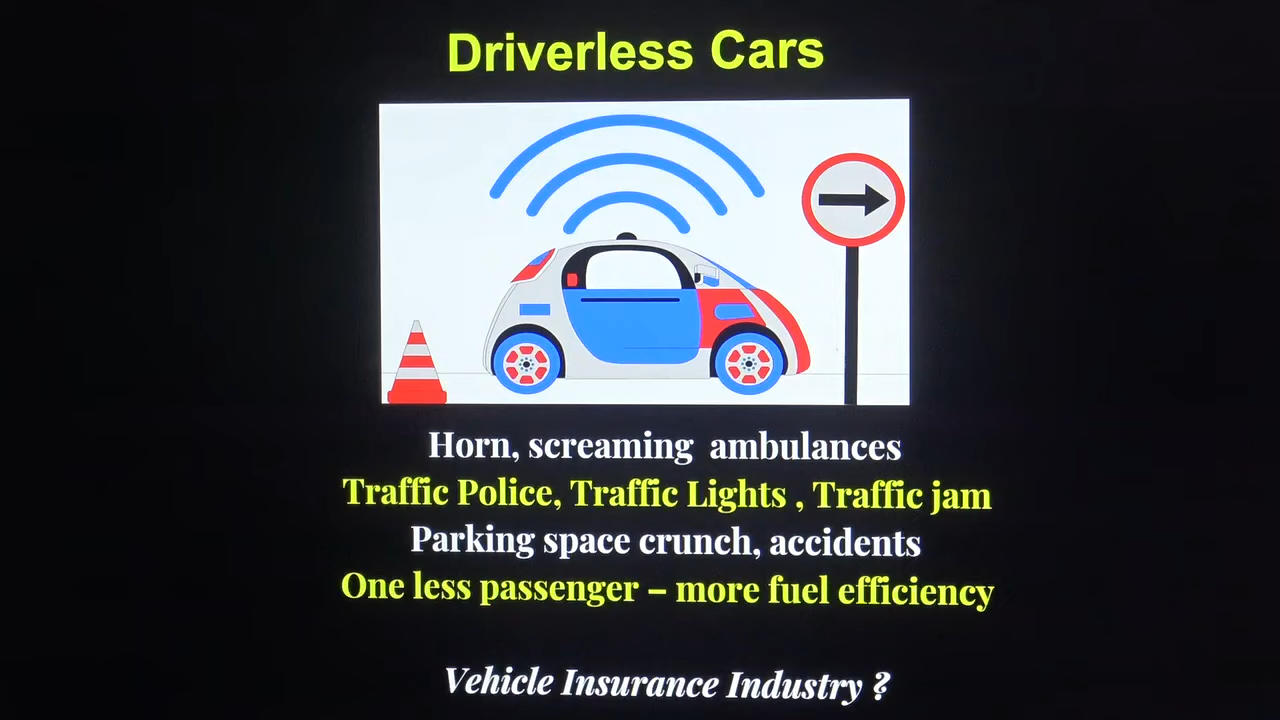 Driverless Cars
Horn, screaming ambulances
Traffic Police, Traffic Lights , Traffic jam
Parking space crunch, accidents
One less passenger – more fuel efficiency
Vehicle Insurance Industry ?